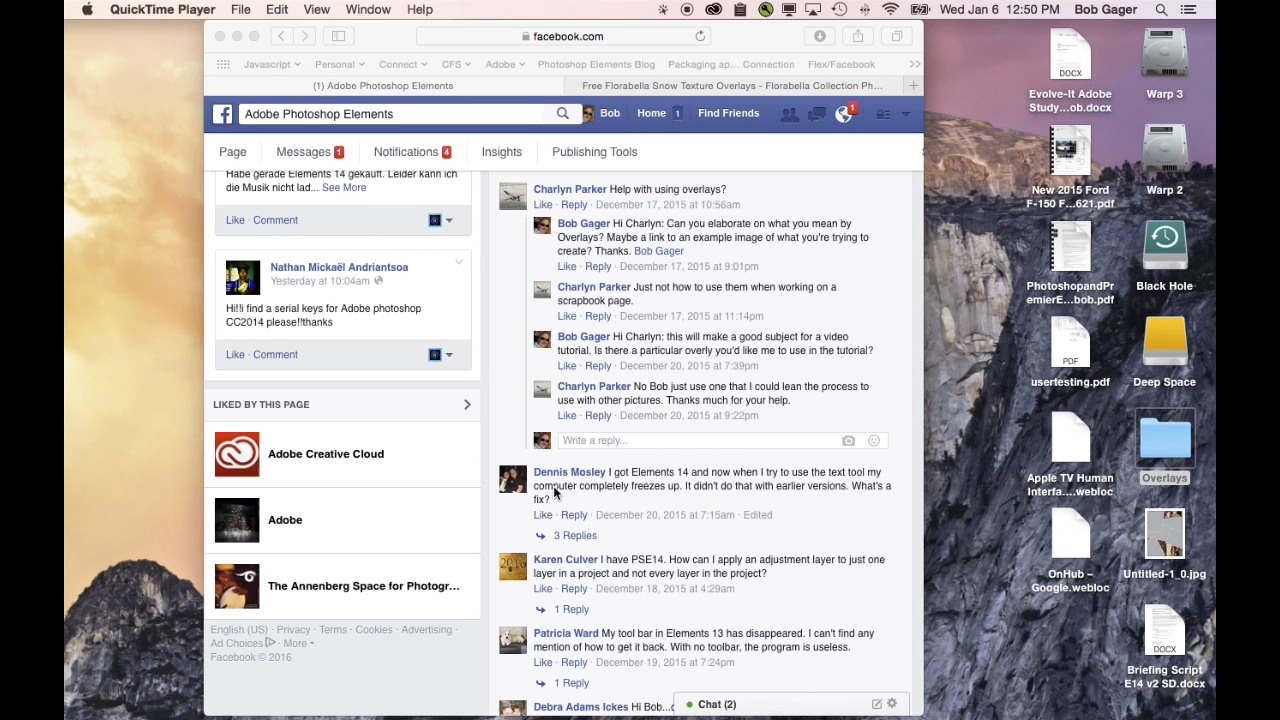 QuickTime Player File Edit View Window Help Wed Jan 6 12:50 PM Bob Gager
facebook.com
Javascript Personal Connect CFS Adobe Photoshop Elements Blog Packaging ap... Connection Flex/Facebook >>
(1) Adobe Photoshop Elements
Free Florabella Snow Texture Overlays - Florabella Collection Ph...
Adobe Photoshop Elements
Bob Home 1 Find Friends 1
Page Messages 1 Notifications 4 Insights Publishing Tools
Habe gerade Elements 14 gekauft. Leider kann ich
die Musik nicht lad... See More
Like · Comment
Nathan Mickaël Andriantsoa
Yesterday at 10:04am
Hi!!i find a serial keys for Adobe photoshop
CC2014 please!!thanks
Like · Comment
LIKED BY THIS PAGE
Adobe Creative Cloud
Adobe
The Annenberg Space for Photogr...
English (US) · Privacy · Terms · Cookies · Advertising ·
Ad Choices · More
Facebook © 2016
Charlyn Parker Help with using overlays?
Like · Reply · December 17, 2015 at 10:56am
Bob Gager Hi Charlyn: Can you elaborate on what you mean by
Overlays? Maybe a link to an example image of what you're trying to
create? Thanks. Bob Gager
Like · Reply · December 17, 2015 at 9:01pm
Charlyn Parker Just not how to use them when working on a
scrapbook page.
Like · Reply · December 17, 2015 at 11:14pm
Bob Gager Charlyn: this will make a good subject for a video
tutorial. Is there a particular overly you'd like me to use in the tutorial?
Like · Reply · December 20, 2015 at 7:39pm
Charlyn Parker No Bob just use one that I could lean the process to
use with other pictures. Thanks much for your help.
Like · Reply · December 20, 2015 at 9:22pm
Write a reply...
Dennis Mosley I got Elements 14 and now when I try to use the text tool my
computer completely freezes up. It didn't do that with earlier versions. What's a
fix?
Like · Reply · December 20, 2015 at 7:15am · Edited
3 Replies
Karen Culver I have PSE14. How can I apply an adjustment layer to just one
layer in a project and not every layer in the project?
Like · Reply · December 18, 2015 at 4:29am
1 Reply
Patricia Ward My tool bar in Elements 13 has disappeared. I can't find any
mention of how to get it back. With no toolbar, the program is useless.
Like · Reply · December 19, 2015 at 7:24pm
1 Reply
Debra Adams Ickes Hi Bob...
Chat (2)
DOCX
Evolve-It Adobe
Study...ob.docx
Warp 3
New 2015 Ford
F-150 F...621.pdf
Warp 2
PhotoshopandPr
emierE...bob.pdf
Black Hole
PDF
usertesting.pdf
Deep Space
Apple TV Human
Interfa....webloc
Overlays
OnHub –
Google.webloc
Untitled-1_0.jpg
DOCX
Briefing Script
E14 v2 SD.docx